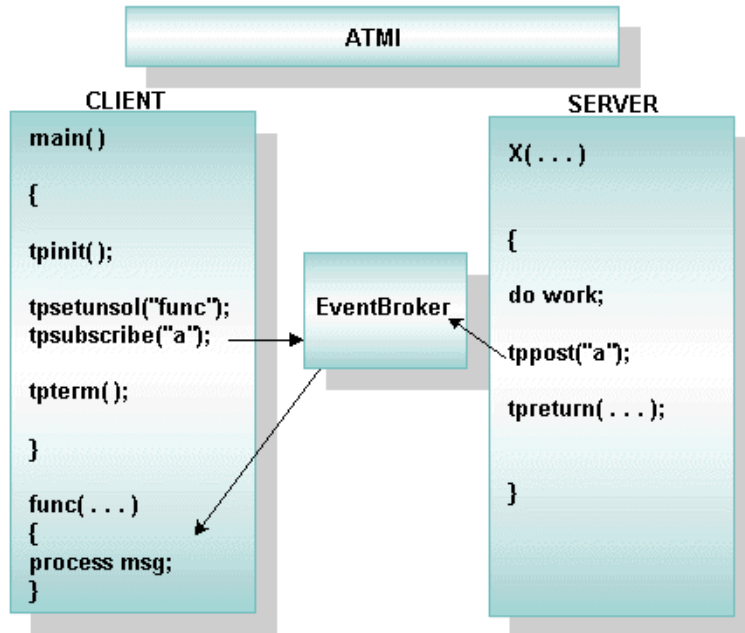 ATMI
CLIENT
main( )
{
tpinit( );
tpsetunsol("func");
tpsubscribe("a");
tpterm( );
}
func( . . . )
{
process msg;
}
EventBroker
SERVER
X( . . . )
{
do work;
tppost("a");
tpreturn( . . . );
}